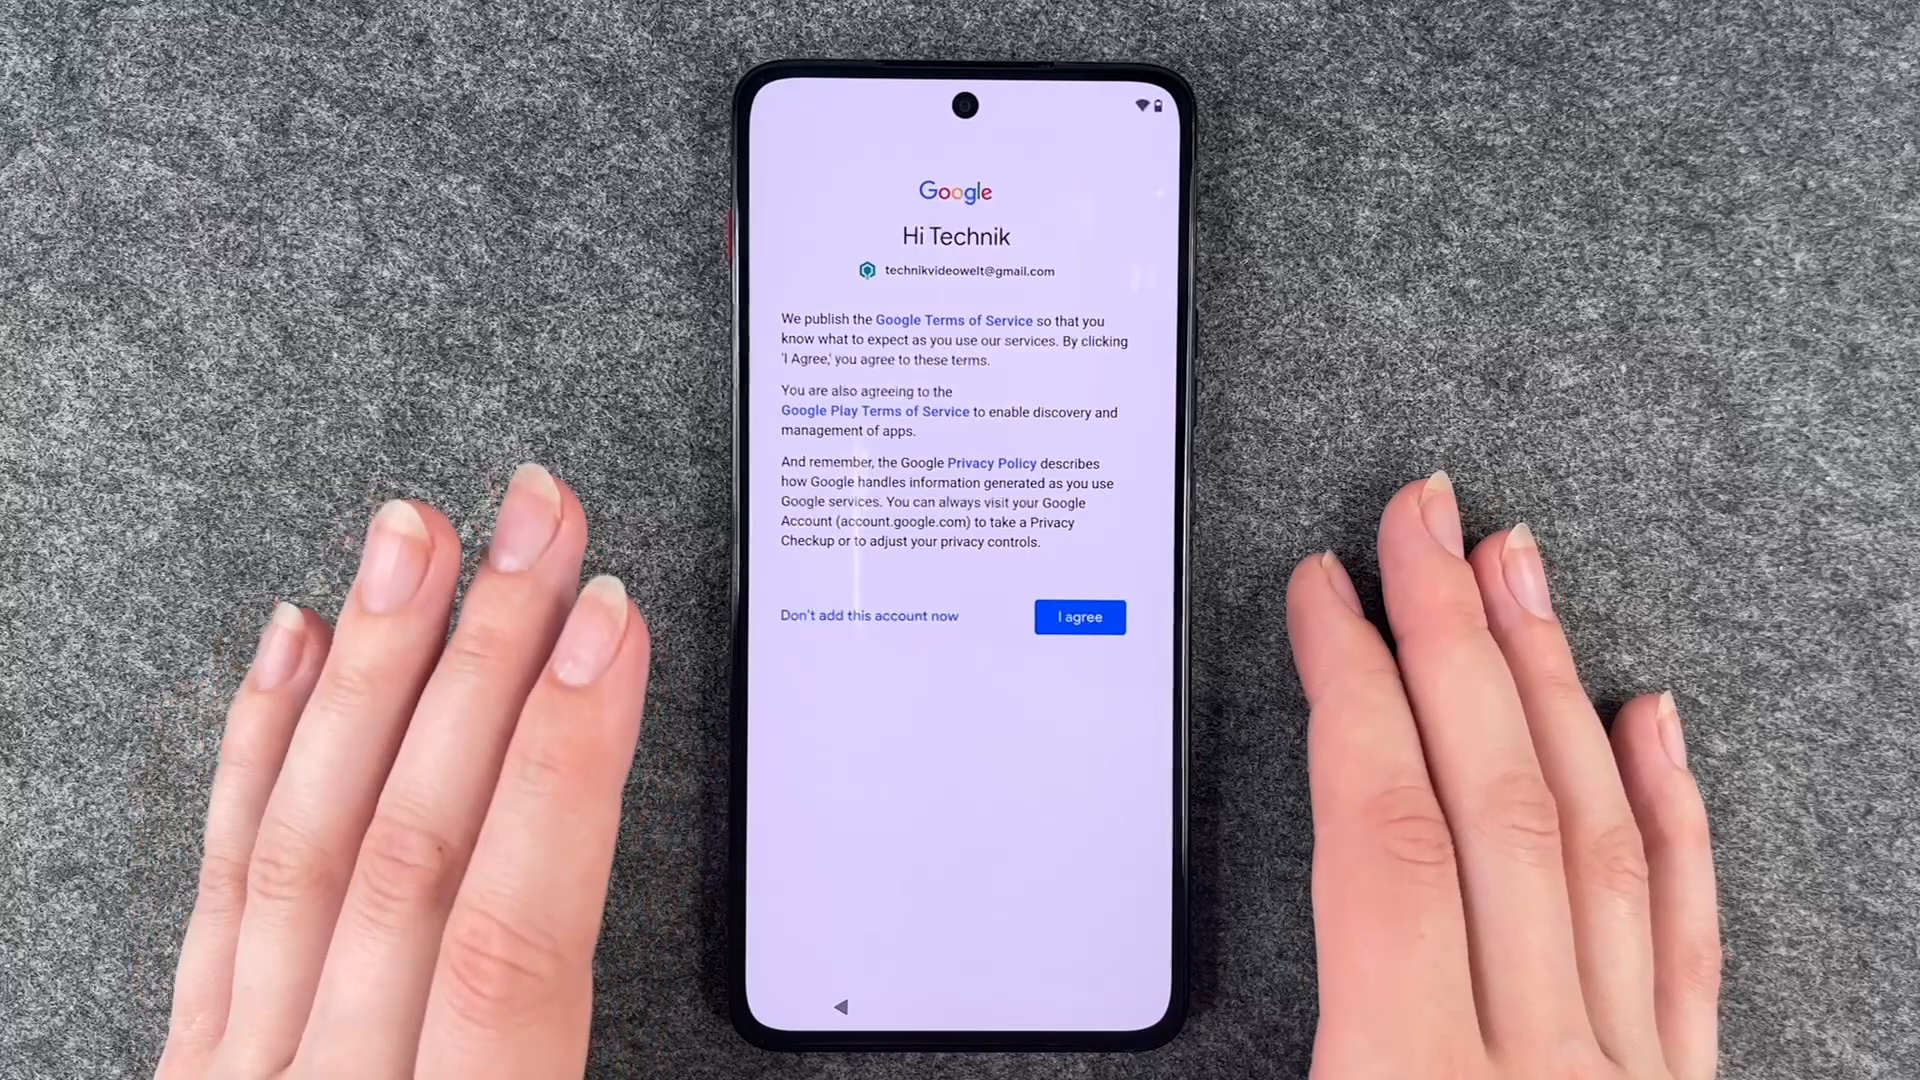 Google
Hi Technik
technikvideowelt@gmail.com
We publish the Google Terms of Service so that you
know what to expect as you use our services. By clicking
'I Agree,' you agree to these terms.
You are also agreeing to the
Google Play Terms of Service to enable discovery and
management of apps.
And remember, the Google Privacy Policy describes
how Google handles information generated as you use
Google services. You can always visit your Google
Account (account.google.com) to take a Privacy
Checkup or to adjust your privacy controls.
Don't add this account now
I agree